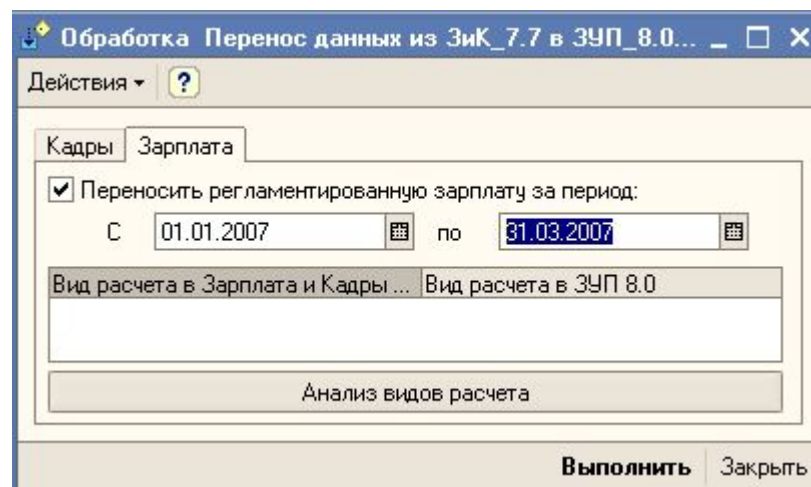 Обработка Перенос данных из ЗиК_7.7 в ЗУП_8.0...
Действия ?
Кадры Зарплата
Переносить регламентированную зарплату за период:
С 01.01.2007 по 31.03.2007
Вид расчета в Зарплата и Кадры ... Вид расчета в ЗУП 8.0
Анализ видов расчета
Выполнить Закрыть